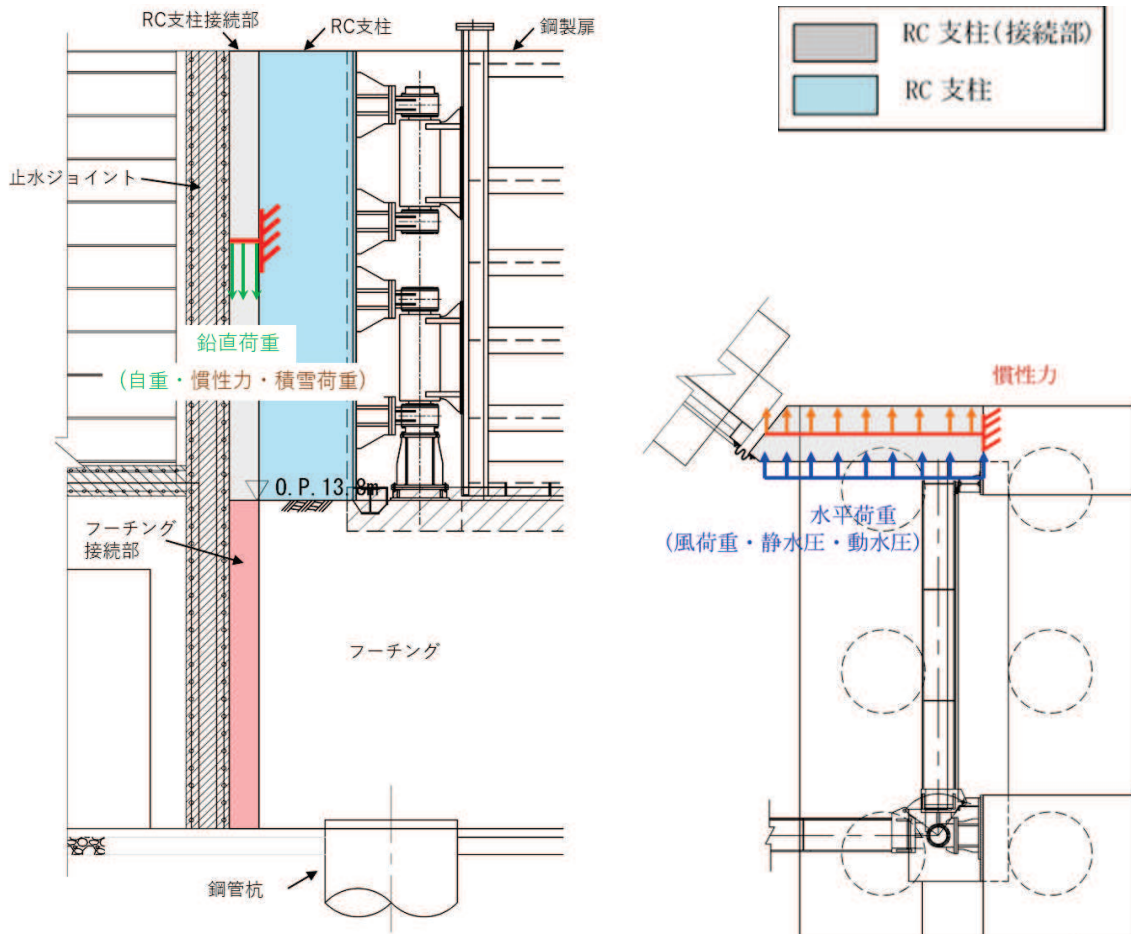 RC支柱接続部
RC支柱
鋼製扉
止水ジョイント
鉛直荷重
(自重・慣性力・積雪荷重)
O.P.13.8m
フーチング
接続部
フーチング
鋼管杭
RC 支柱(接続部)
RC 支柱
慣性力
水平荷重
(風荷重・静水圧・動水圧)